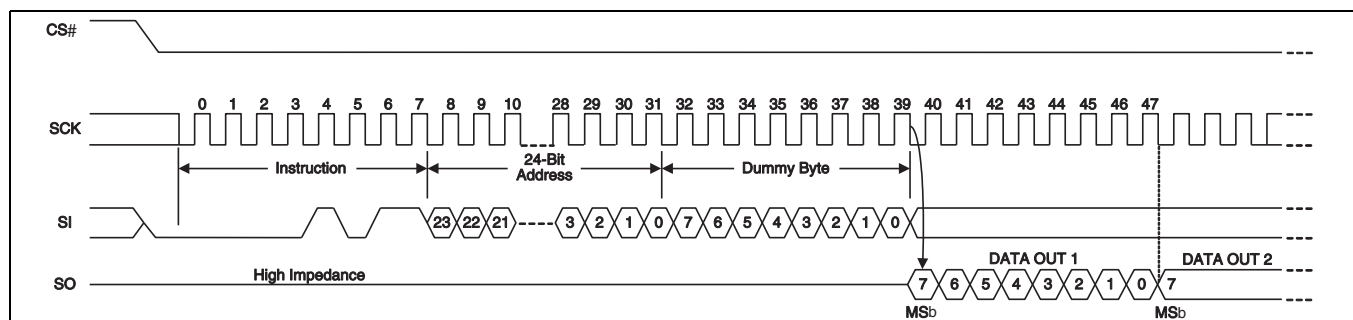 CS#
0 1 2 3 4 5 6 7 8 9 10 28 29 30 31 32 33 34 35 36 37 38 39 40 41 42 43 44 45 46 47
SCK
Instruction 24-Bit Address Dummy Byte
SI 23 22 21 3 2 1 0 7 6 5 4 3 2 1 0
High Impedance DATA OUT 1 DATA OUT 2
SO 7 6 5 4 3 2 1 0 7
MSb MSb